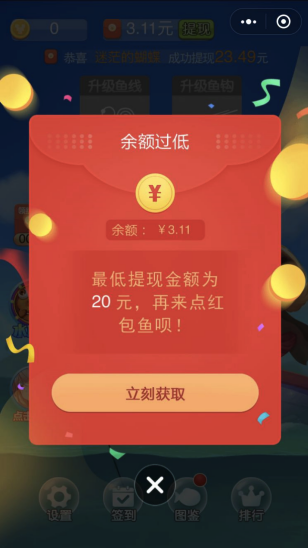 0
3.11元 提现
恭喜 成功提现23.49元
升级鱼线 升级鱼钩
余额过低
¥
余额：￥3.11
最低提现金额为
20 元，再来点红
包鱼呗！
立刻获取
设置 签到 图鉴 排行